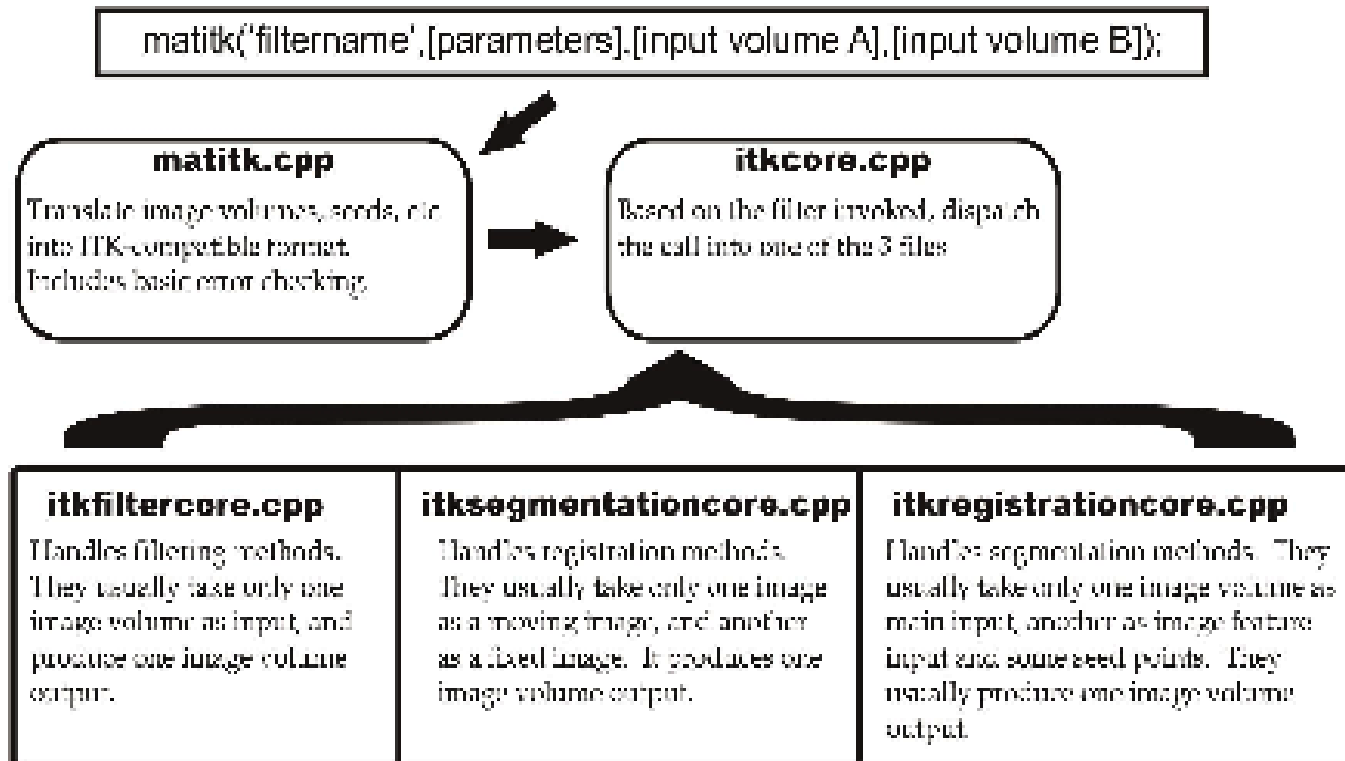 matitk('filtername',[parameters].[input volume A],[input volume B]);
matitk.cpp
Translate image volumes, seeds, etc
into ITK-compatible format.
Includes basic error checking
itkcore.cpp
Based on the filter invoked, dispatch
the call into one of the 3 files
itkfiltercore.cpp
Handles filtering methods.
They usually take only one
image volume as input, and
produce one image volume
output.
itksegmentationcore.cpp
Handles registration methods.
They usually take only one image
as a moving image, and another
as a fixed image. It produces one
image volume output.
itkregistrationcore.cpp
Handles segmentation methods. They
usually take only one image volume as
main input, another as image feature
input and some seed points. They
usually produce one image volume
output